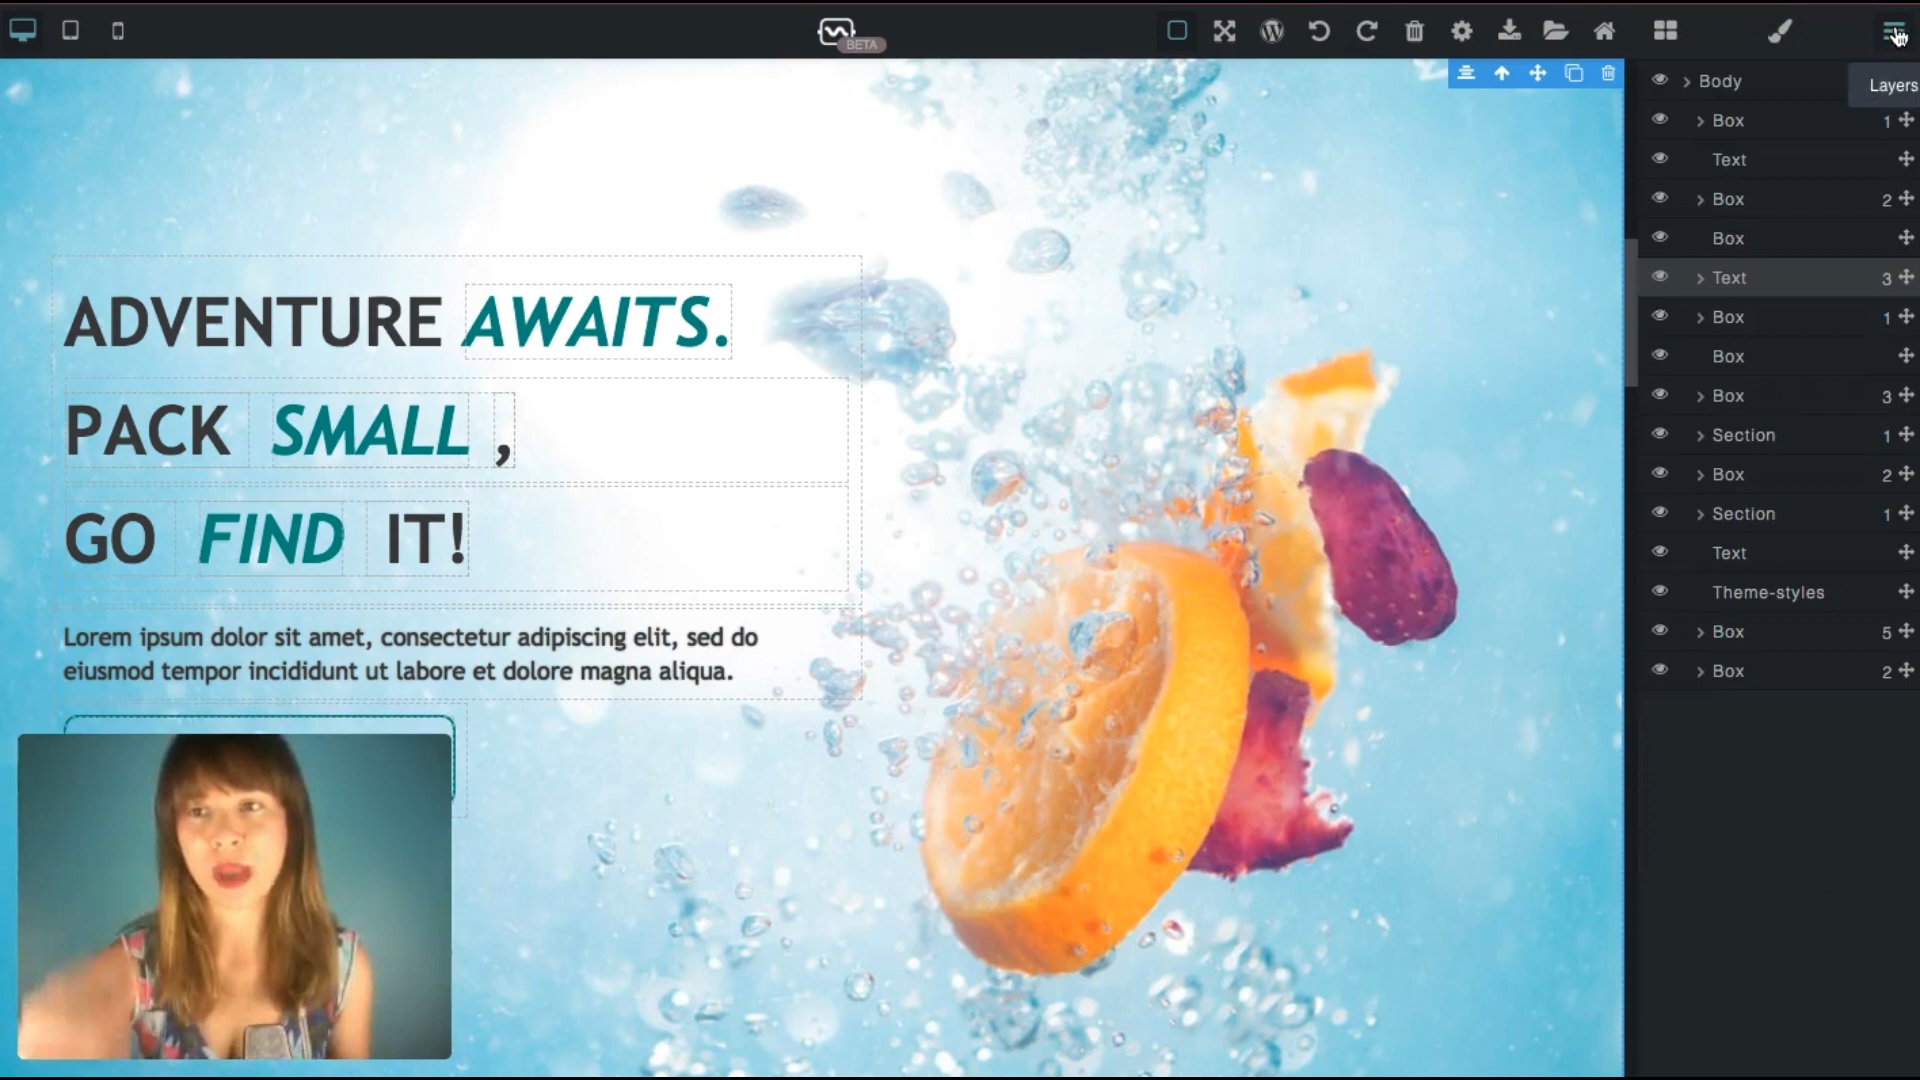 BETA
Layers
Body
Box 1
Text
Box 2
Box
Text 3
Box 1
Box
Box 3
Section 1
Box 2
Section 1
Text
Theme-styles
Box 5
Box 2
ADVENTURE AWAITS.
PACK SMALL ,
GO FIND IT!
Lorem ipsum dolor sit amet, consectetur adipiscing elit, sed do
eiusmod tempor incididunt ut labore et dolore magna aliqua.